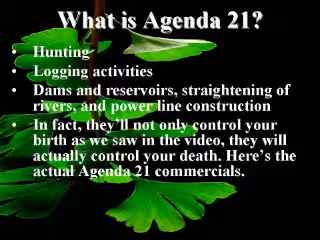 What is Agenda 21?
• Hunting
• Logging activities
• Dams and reservoirs, straightening of
rivers, and power line construction
• In fact, they'll not only control your
birth as we saw in the video, they will
actually control your death. Here's the
actual Agenda 21 commercials.